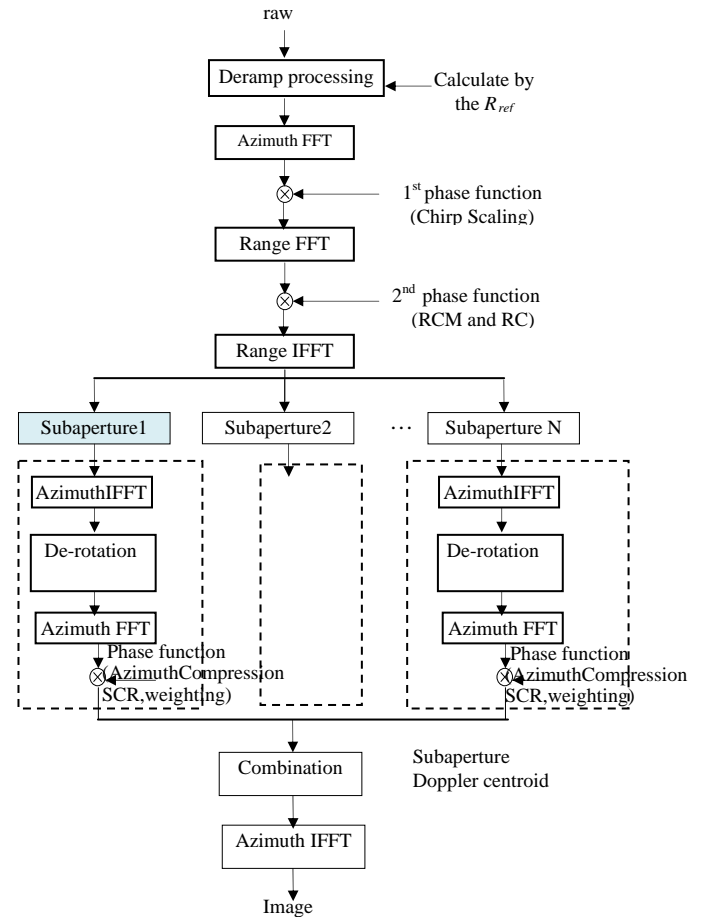 raw
Deramp processing
Calculate by
the R_ref
Azimuth FFT
1st phase function
(Chirp Scaling)
Range FFT
2nd phase function
(RCM and RC)
Range IFFT
Subaperture1
Subaperture2
…
Subaperture N
AzimuthIFFT
De-rotation
Azimuth FFT
Phase function
(AzimuthCompression
SCR,weighting)
AzimuthIFFT
De-rotation
Azimuth FFT
Phase function
(AzimuthCompression
SCR,weighting)
Combination
Subaperture
Doppler centroid
Azimuth IFFT
Image